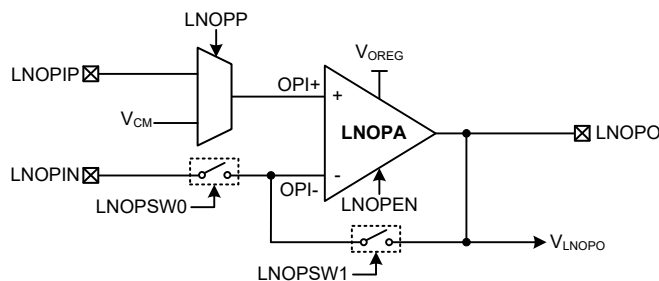 LNOPP
VOREG
LNOPIP
OPI+
+
VCM
LNOPA
LNOPO
LNOPIN
OPI-
-
LNOPSW0
LNOPEN
VLNOPO
LNOPSW1